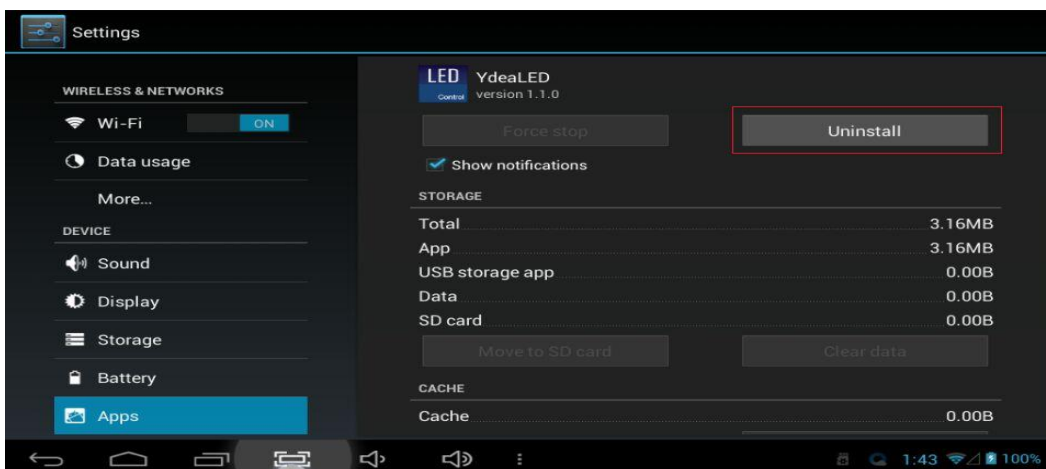 Settings
WIRELESS & NETWORKS
Wi-Fi ON
Data usage
More...
DEVICE
Sound
Display
Storage
Battery
Apps
LED
Control
YdeaLED
version 1.1.0
Force stop
Uninstall
Show notifications
STORAGE
Total 3.16MB
App 3.16MB
USB storage app 0.00B
Data 0.00B
SD card 0.00B
Move to SD card
Clear data
CACHE
Cache 0.00B
1:43 100%